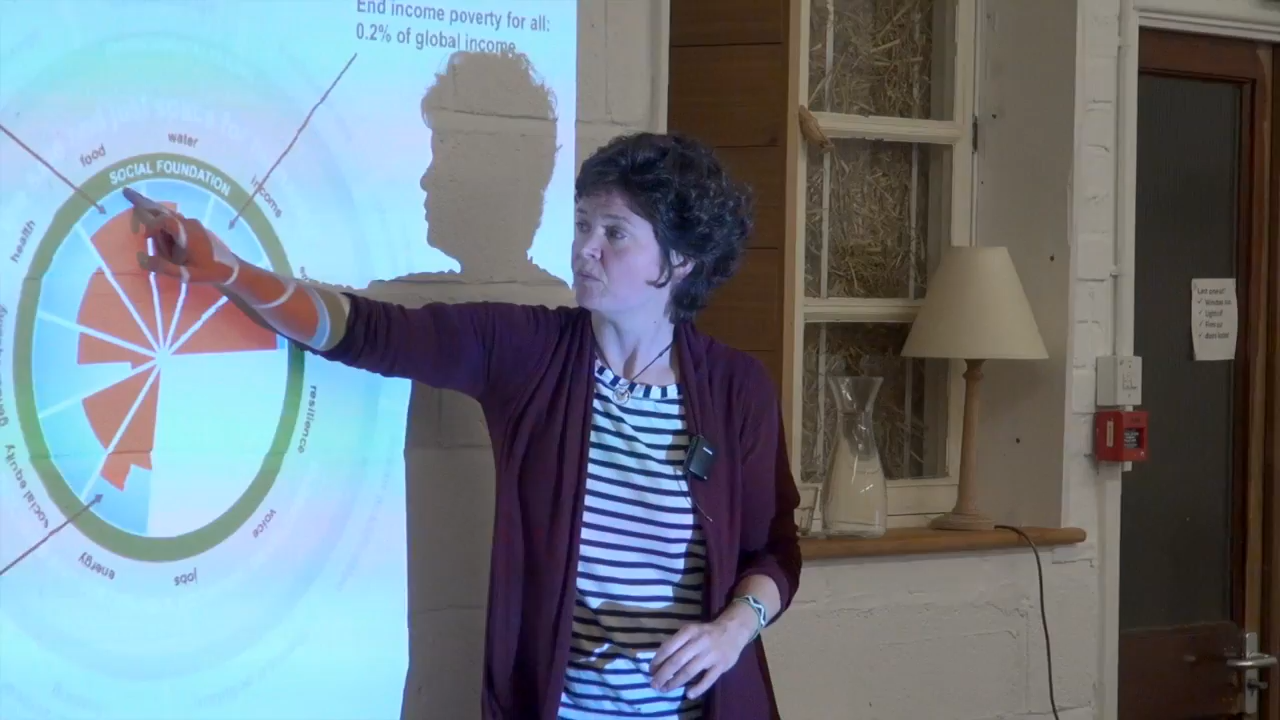 End income poverty for all:
0.2% of global income
water
food
SOCIAL FOUNDATION
income
health
resilience
social equity
voice
energy
jobs